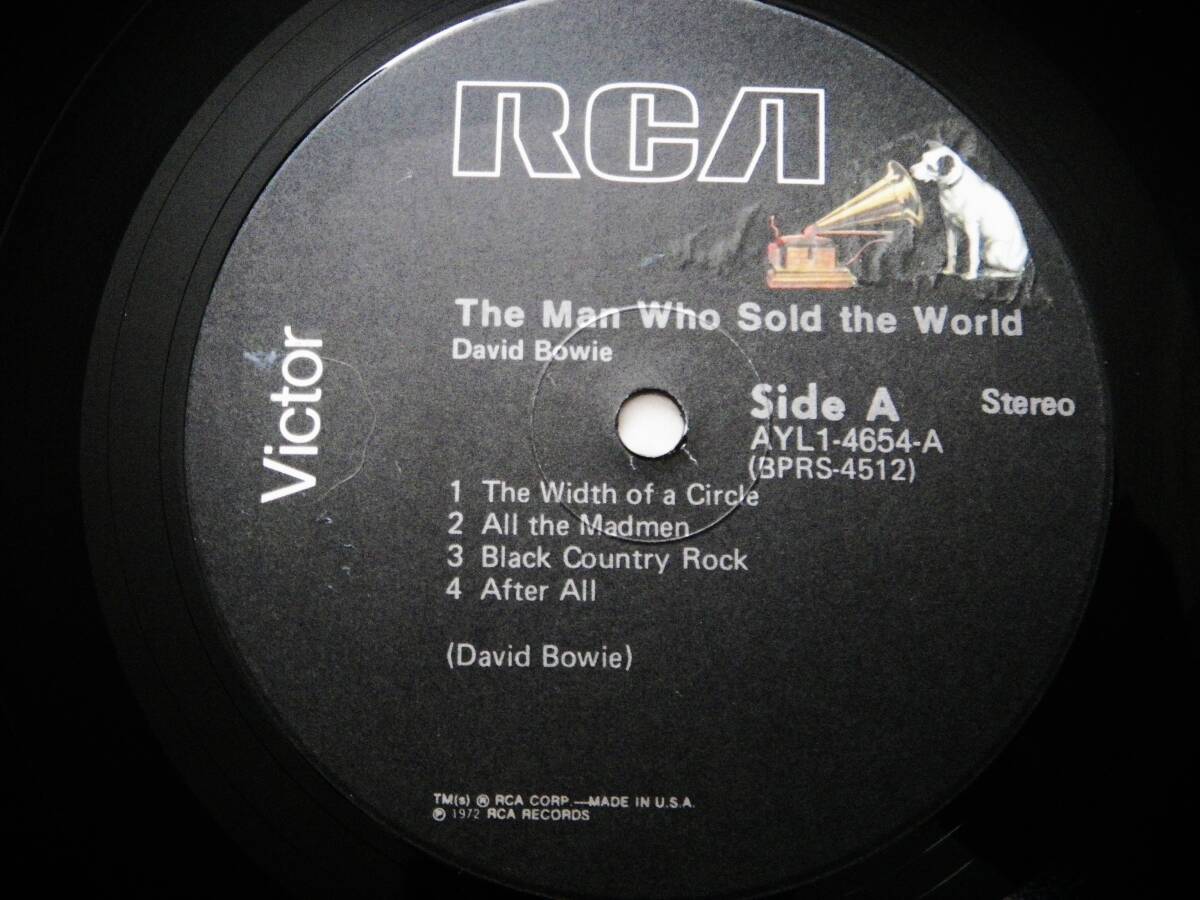 RCA
Victor
The Man Who Sold the World
David Bowie
Side A
Stereo
AYL1-4654-A
(BPRS-4512)
1 The Width of a Circle
2 All the Madmen
3 Black Country Rock
4 After All
(David Bowie)
TM(s) ® RCA CORP.—MADE IN U.S.A.
℗ 1972 RCA RECORDS